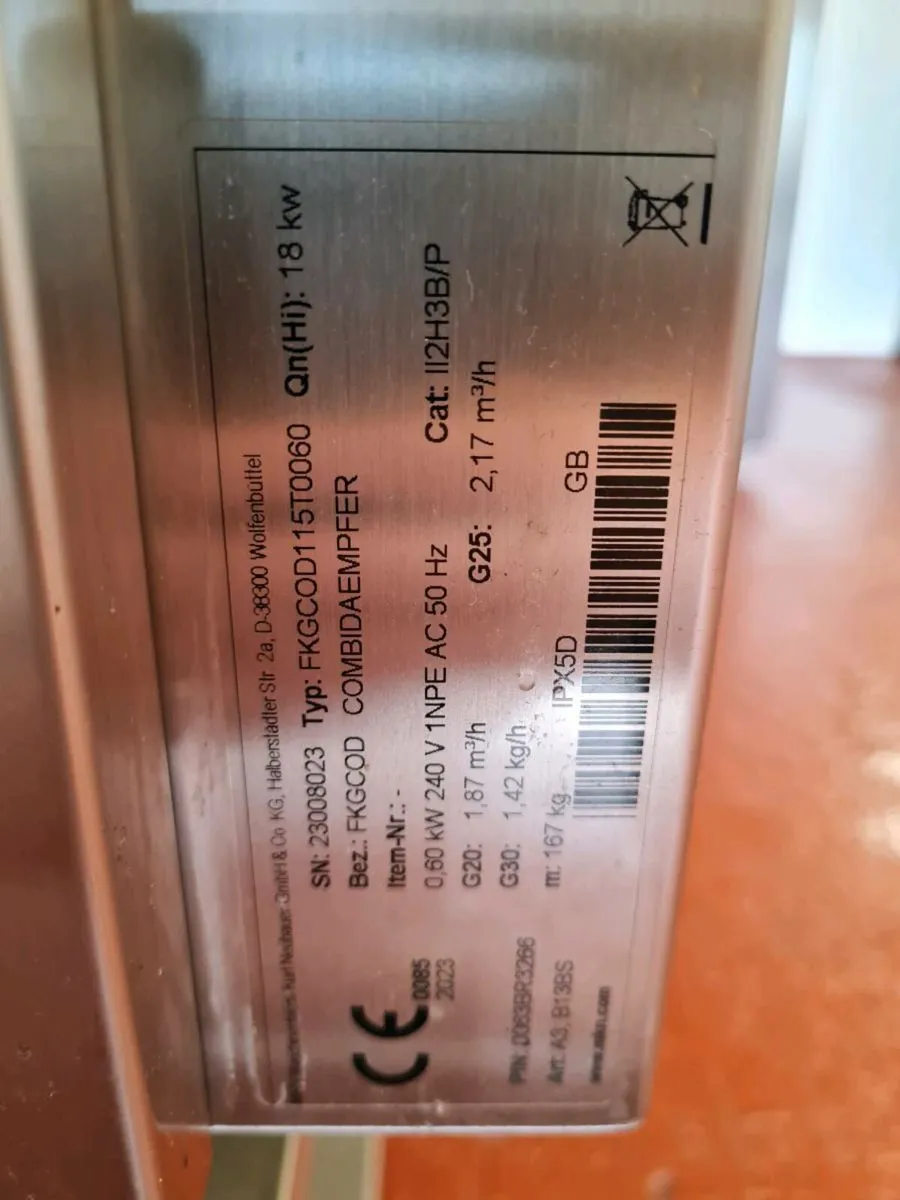 Kurt Neubauer GmbH & Co KG, Halberstädter Str. 2a, D-38300 Wolfenbüttel
SN: 23008023 Typ: FKGCOD115T0060 Qn(Hi): 18 kW
Bez.: FKGCOD COMBIDAEMPFER
Item-Nr.: -
0,60 kW 240 V 1NPE AC 50 Hz Cat: II2H3B/P
G20: 1,87 m³/h G25: 2,17 m³/h
G30: 1,42 kg/h
m: 167 kg IPX5D GB
CE 0085
2023
PIN: 0063BR3266
Art: A3, B13BS